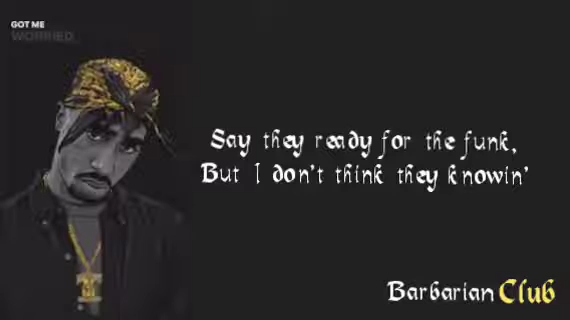 GOT ME
WORRIED
Say they ready for the funk,
But I don't think they knowin'
Barbarian Club